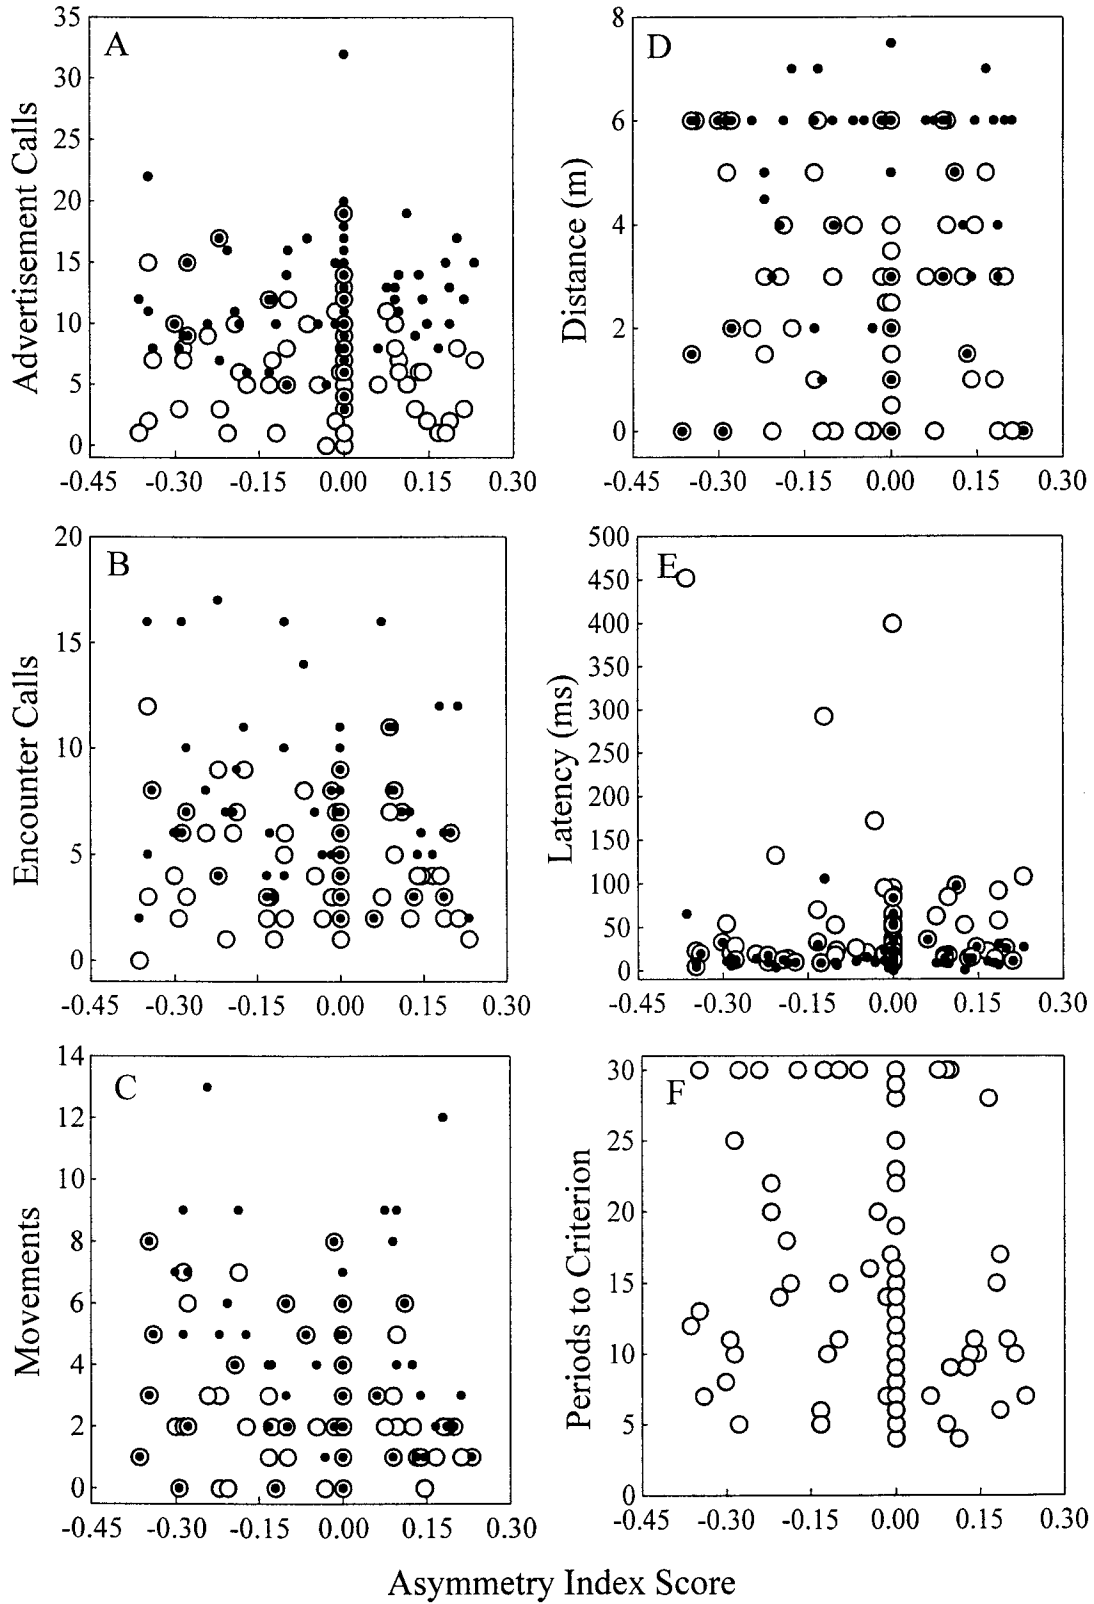 A
Advertisement Calls
35
30
25
20
15
10
5
0
-0.45 -0.30 -0.15 0.00 0.15 0.30
D
Distance (m)
8
6
4
2
0
-0.45 -0.30 -0.15 0.00 0.15 0.30
B
Encounter Calls
20
15
10
5
0
-0.45 -0.30 -0.15 0.00 0.15 0.30
E
Latency (ms)
500
450
400
350
300
250
200
150
100
50
0
-0.45 -0.30 -0.15 0.00 0.15 0.30
C
Movements
14
12
10
8
6
4
2
0
-0.45 -0.30 -0.15 0.00 0.15 0.30
F
Periods to Criterion
30
25
20
15
10
5
0
-0.45 -0.30 -0.15 0.00 0.15 0.30
Asymmetry Index Score